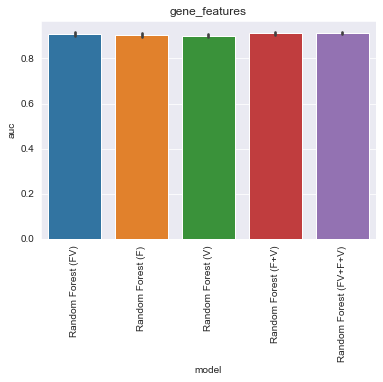 gene_features
0.8
0.6
0.4
0.2
0.0
auc
Random Forest (FV)
Random Forest (F)
Random Forest (V)
Random Forest (F+V)
Random Forest (FV+F+V)
model